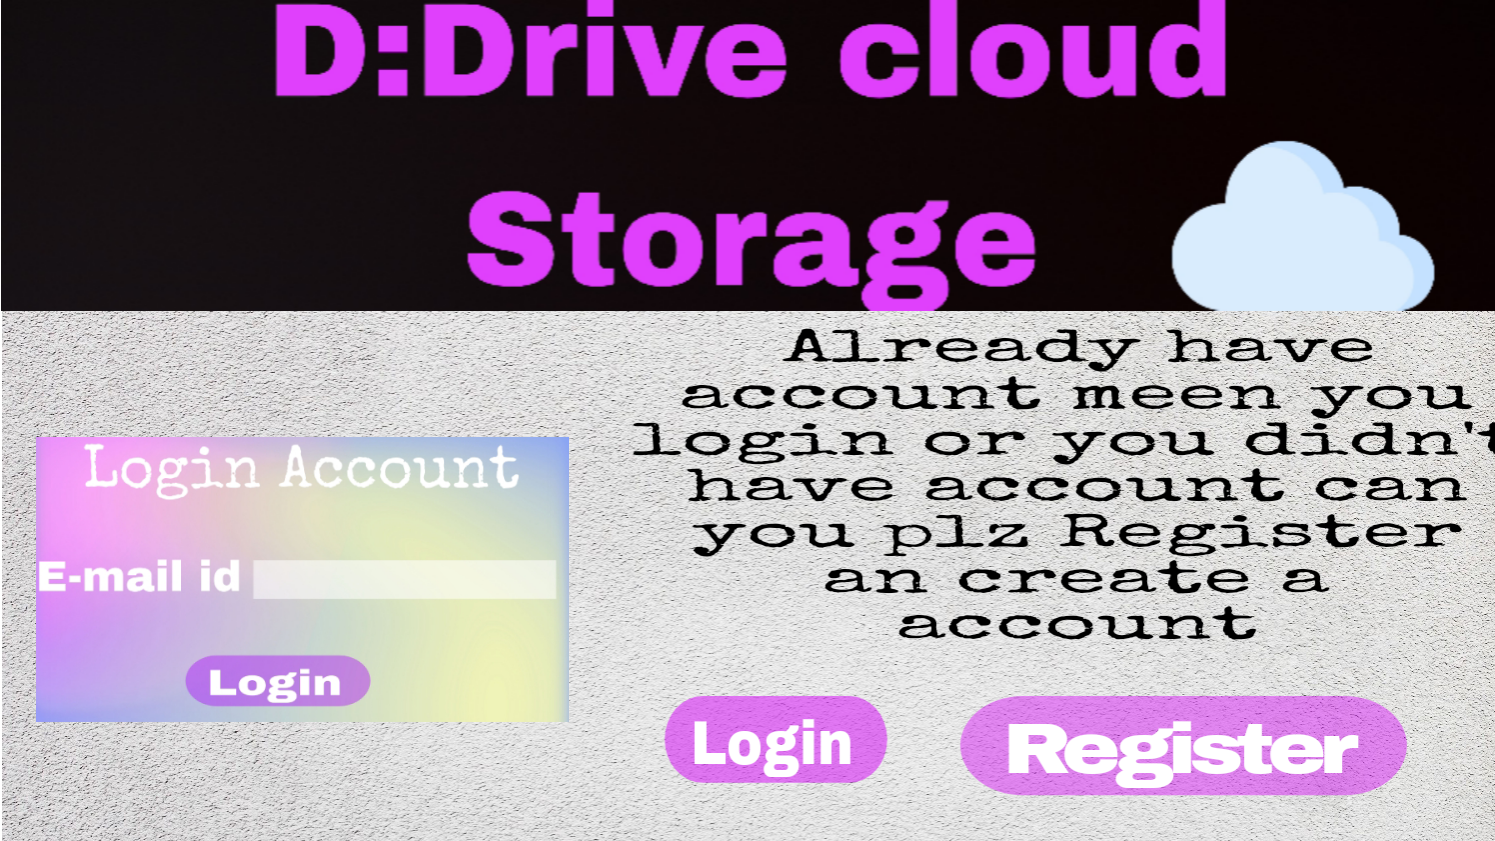 D:Drive cloud
Storage
Login Account
E-mail id
Login
Already have
account meen you
login or you didn't
have account can
you plz Register
an create a
account
Login
Register